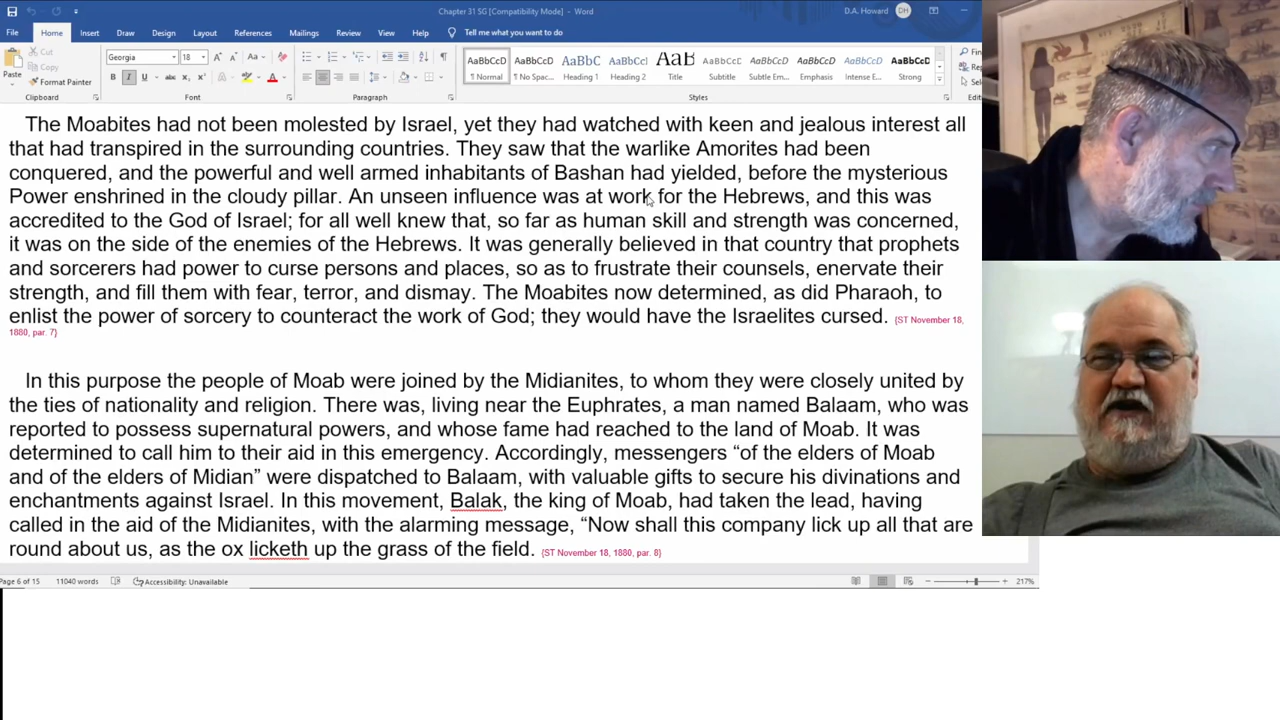 Chapter 31 SG [Compatibility Mode] - Word
D.A. Howard
DH
File
Home
Insert
Draw
Design
Layout
References
Mailings
Review
View
Help
Tell me what you want to do
Paste
Cut
Copy
Format Painter
Clipboard
Georgia
18
Font
Paragraph
AaBbCcD AaBbCcD AaBbC AaBbCcI AaB AaBbCcD AaBbCcD AaBbCcD AaBbCcD AaBbCc
¶ Normal ¶ No Spac... Heading 1 Heading 2 Title Subtitle Subtle Em... Emphasis Intense E... Strong
Styles
The Moabites had not been molested by Israel, yet they had watched with keen and jealous interest all
that had transpired in the surrounding countries. They saw that the warlike Amorites had been
conquered, and the powerful and well armed inhabitants of Bashan had yielded, before the mysterious
Power enshrined in the cloudy pillar. An unseen influence was at work for the Hebrews, and this was
accredited to the God of Israel; for all well knew that, so far as human skill and strength was concerned,
it was on the side of the enemies of the Hebrews. It was generally believed in that country that prophets
and sorcerers had power to curse persons and places, so as to frustrate their counsels, enervate their
strength, and fill them with fear, terror, and dismay. The Moabites now determined, as did Pharaoh, to
enlist the power of sorcery to counteract the work of God; they would have the Israelites cursed. {ST November 18,
1880, par. 7}
In this purpose the people of Moab were joined by the Midianites, to whom they were closely united by
the ties of nationality and religion. There was, living near the Euphrates, a man named Balaam, who was
reported to possess supernatural powers, and whose fame had reached to the land of Moab. It was
determined to call him to their aid in this emergency. Accordingly, messengers “of the elders of Moab
and of the elders of Midian” were dispatched to Balaam, with valuable gifts to secure his divinations and
enchantments against Israel. In this movement, Balak, the king of Moab, had taken the lead, having
called in the aid of the Midianites, with the alarming message, “Now shall this company lick up all that are
round about us, as the ox licketh up the grass of the field. {ST November 18, 1880, par. 8}
Page 6 of 15
11040 words
Accessibility: Unavailable
217%